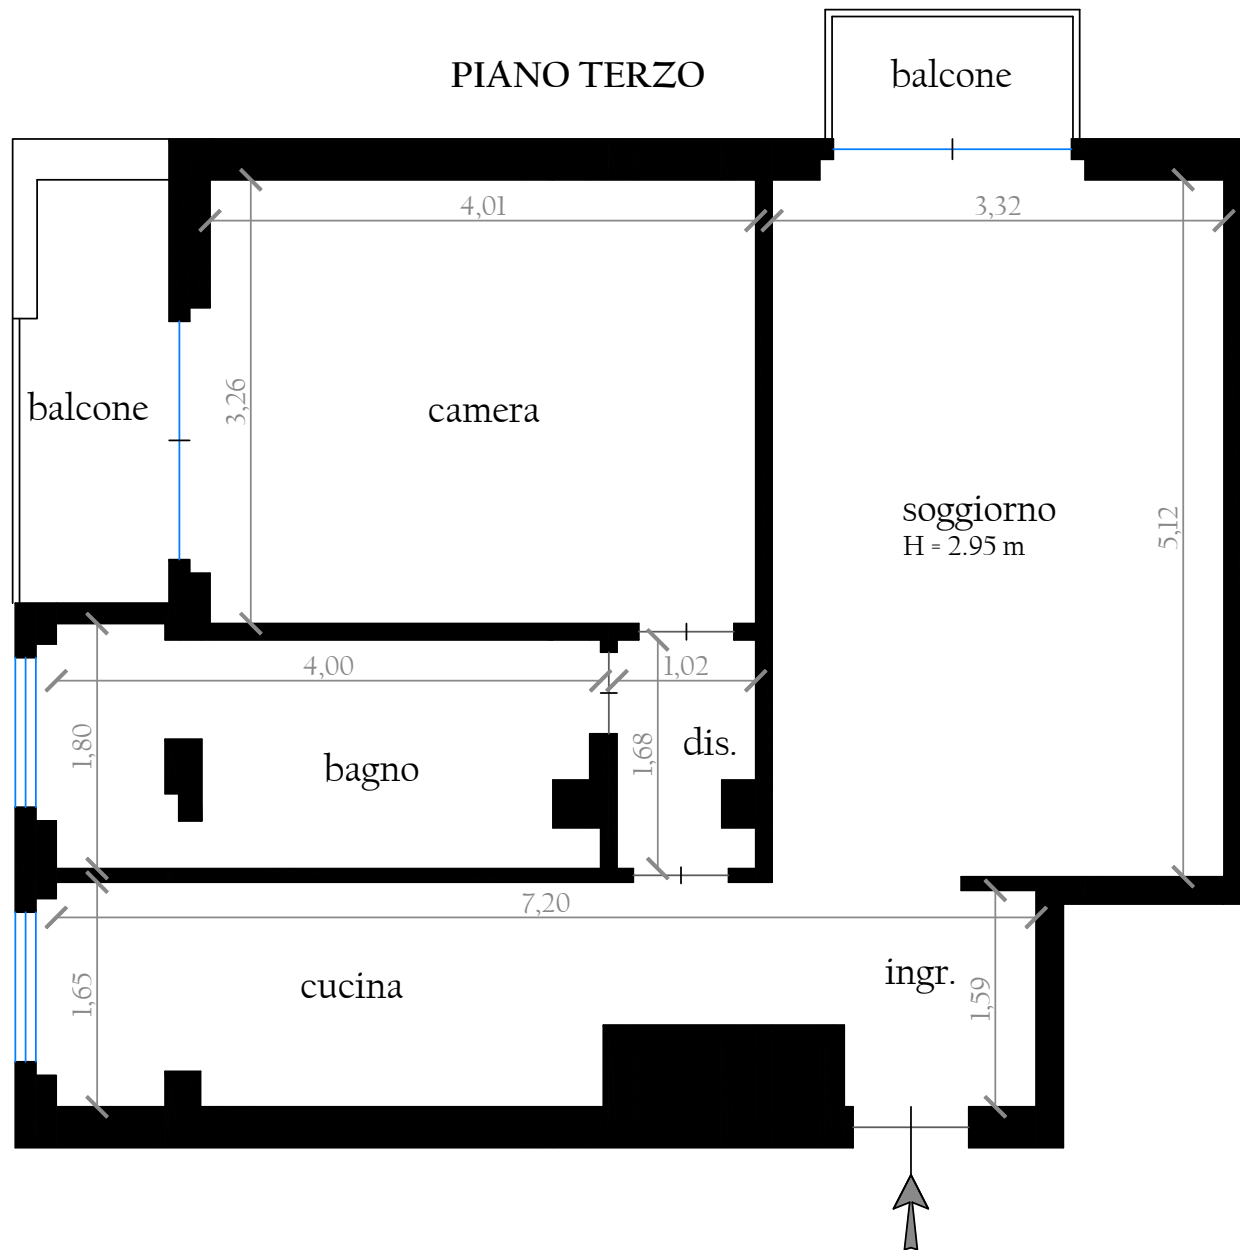 PIANO TERZO
balcone
4,01
3,32
balcone
3,26
camera
soggiorno
H = 2.95 m
5,12
4,00
1,02
1,80
bagno
1,68
dis.
7,20
1,65
cucina
ingr.
1,59